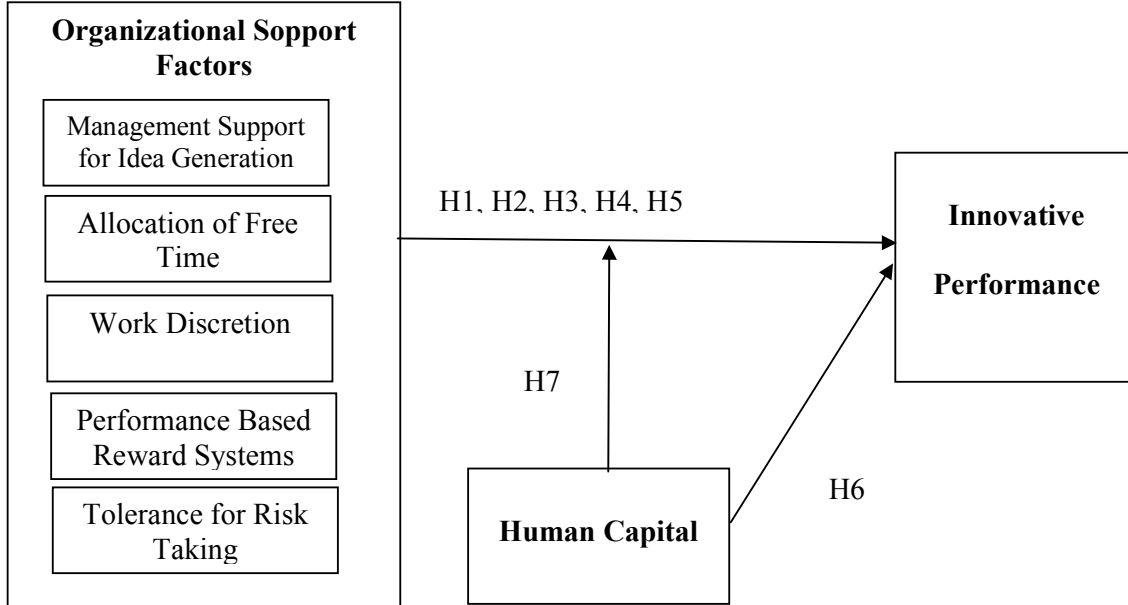 Organizational Sopport
Factors
Management Support
for Idea Generation
Allocation of Free
Time
Work Discretion
Performance Based
Reward Systems
Tolerance for Risk
Taking
H1, H2, H3, H4, H5
Innovative
Performance
H7
H6
Human Capital